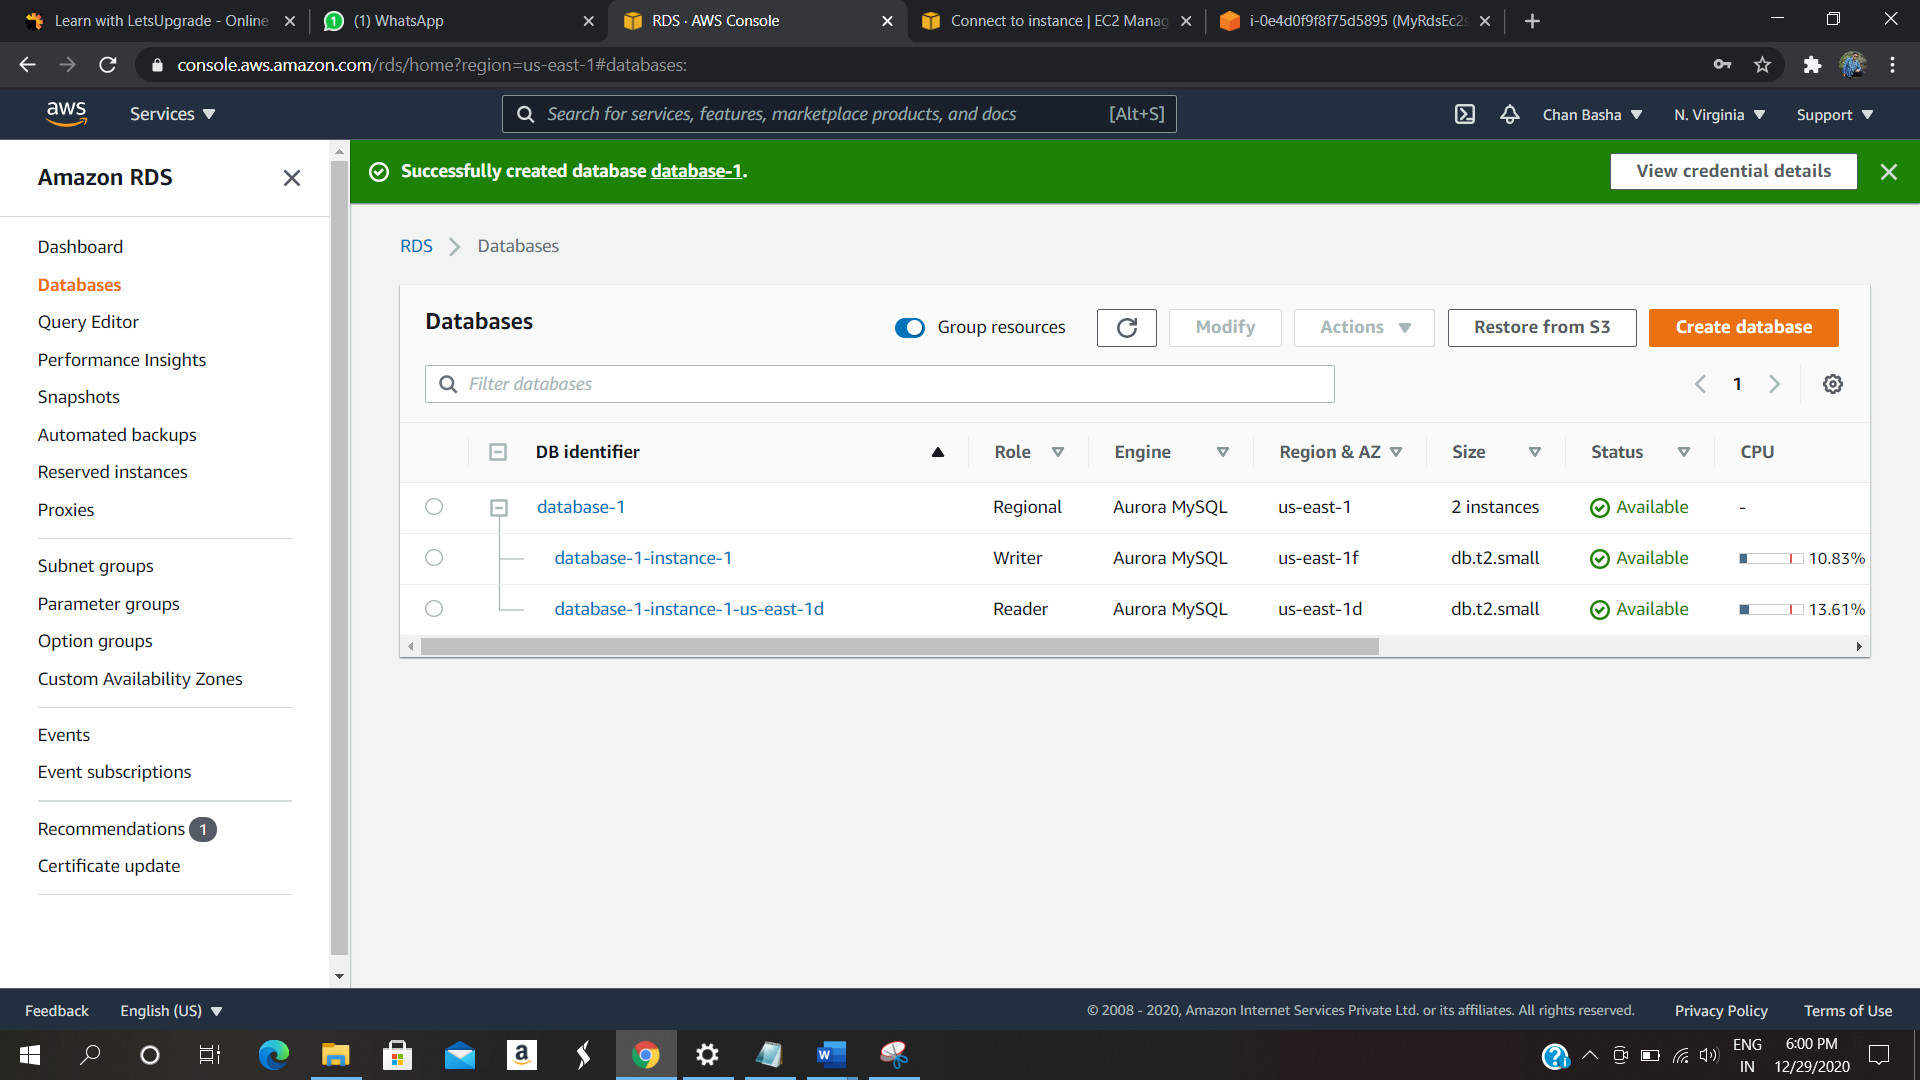 Learn with LetsUpgrade - Online
(1) WhatsApp
RDS · AWS Console
Connect to instance | EC2 Manag
i-0e4d0f9f8f75d5895 (MyRdsEc2s
console.aws.amazon.com/rds/home?region=us-east-1#databases:
aws
Services
Search for services, features, marketplace products, and docs
[Alt+S]
Chan Basha
N. Virginia
Support
Amazon RDS
Successfully created database database-1.
View credential details
Dashboard
Databases
Query Editor
Performance Insights
Snapshots
Automated backups
Reserved instances
Proxies
Subnet groups
Parameter groups
Option groups
Custom Availability Zones
Events
Event subscriptions
Recommendations 1
Certificate update
RDS > Databases
Databases
Group resources
Modify
Actions
Restore from S3
Create database
Filter databases
1
DB identifier Role Engine Region & AZ Size Status CPU
database-1 Regional Aurora MySQL us-east-1 2 instances Available -
database-1-instance-1 Writer Aurora MySQL us-east-1f db.t2.small Available 10.83%
database-1-instance-1-us-east-1d Reader Aurora MySQL us-east-1d db.t2.small Available 13.61%
Feedback
English (US)
© 2008 - 2020, Amazon Internet Services Private Ltd. or its affiliates. All rights reserved.
Privacy Policy
Terms of Use
ENG
IN
6:00 PM
12/29/2020